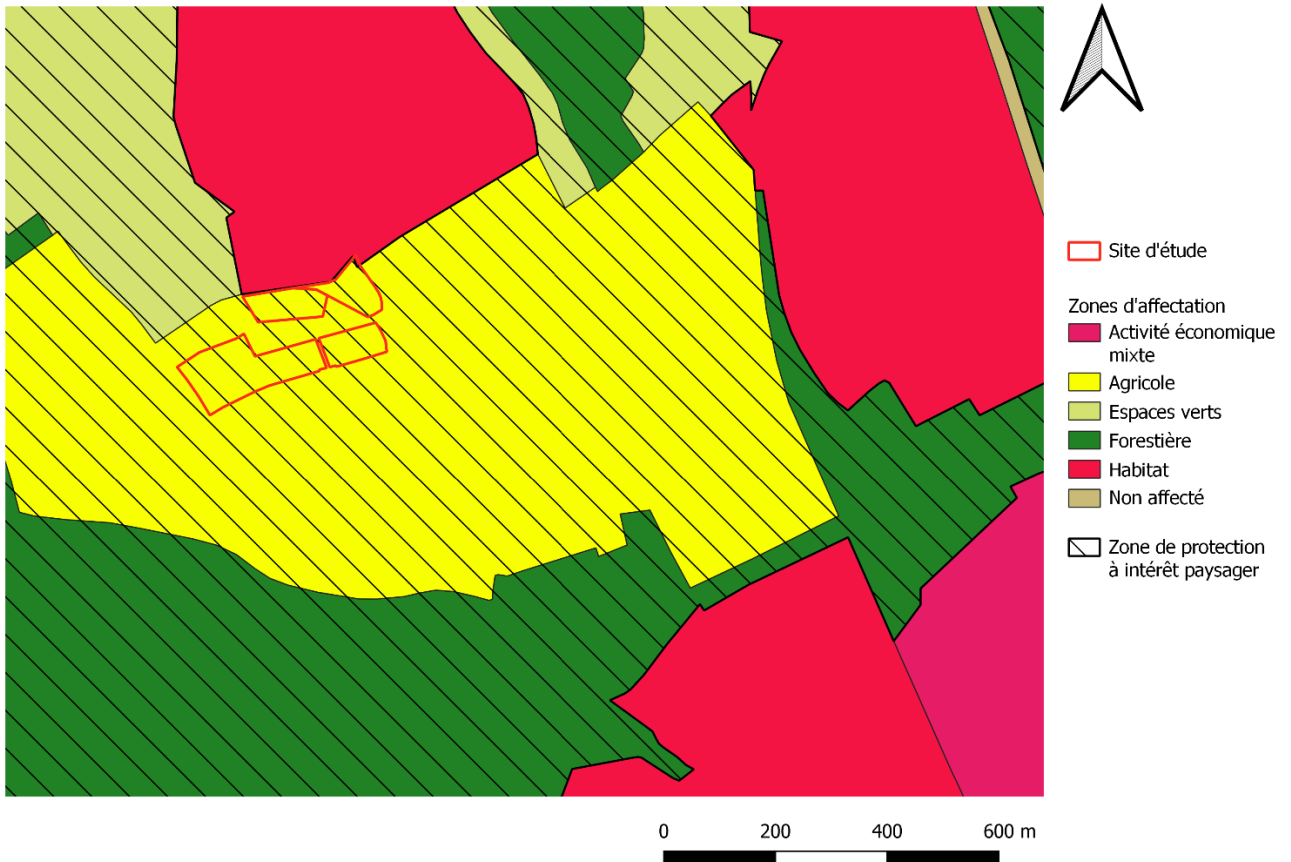 Site d'étude
Zones d'affectation
Activité économique
mixte
Agricole
Espaces verts
Forestière
Habitat
Non affecté
Zone de protection
à intérêt paysager
0 200 400 600 m